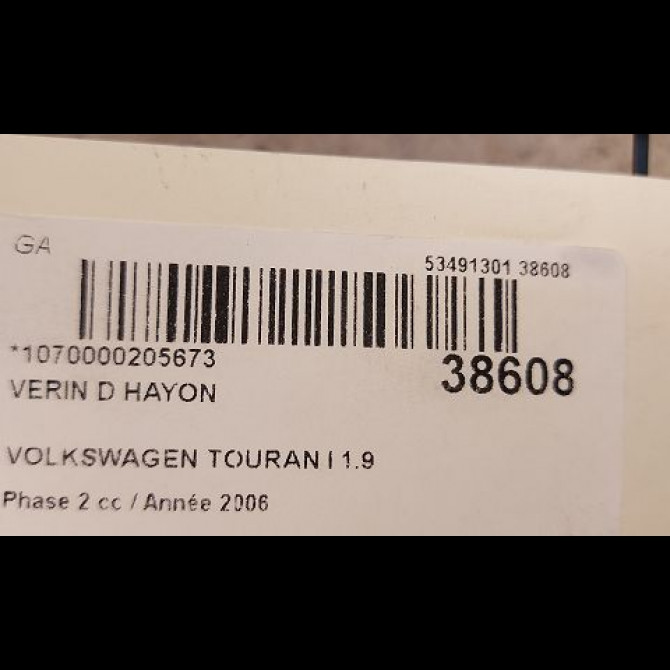 GA
53491301 38608
*1070000205673
38608
VERIN D HAYON
VOLKSWAGEN TOURAN I 1.9
Phase 2 cc / Année 2006